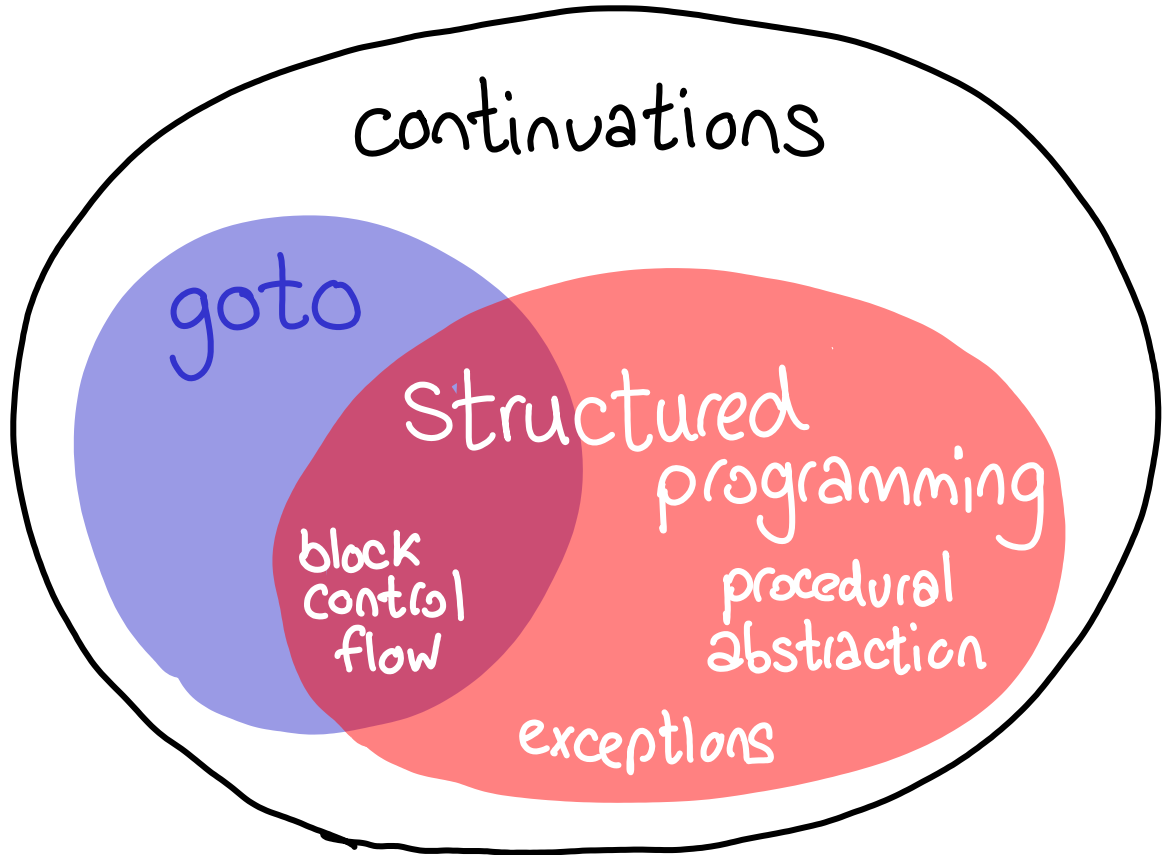 continuations
goto
Structured
programming
block
control
flow
procedural
abstraction
exceptions